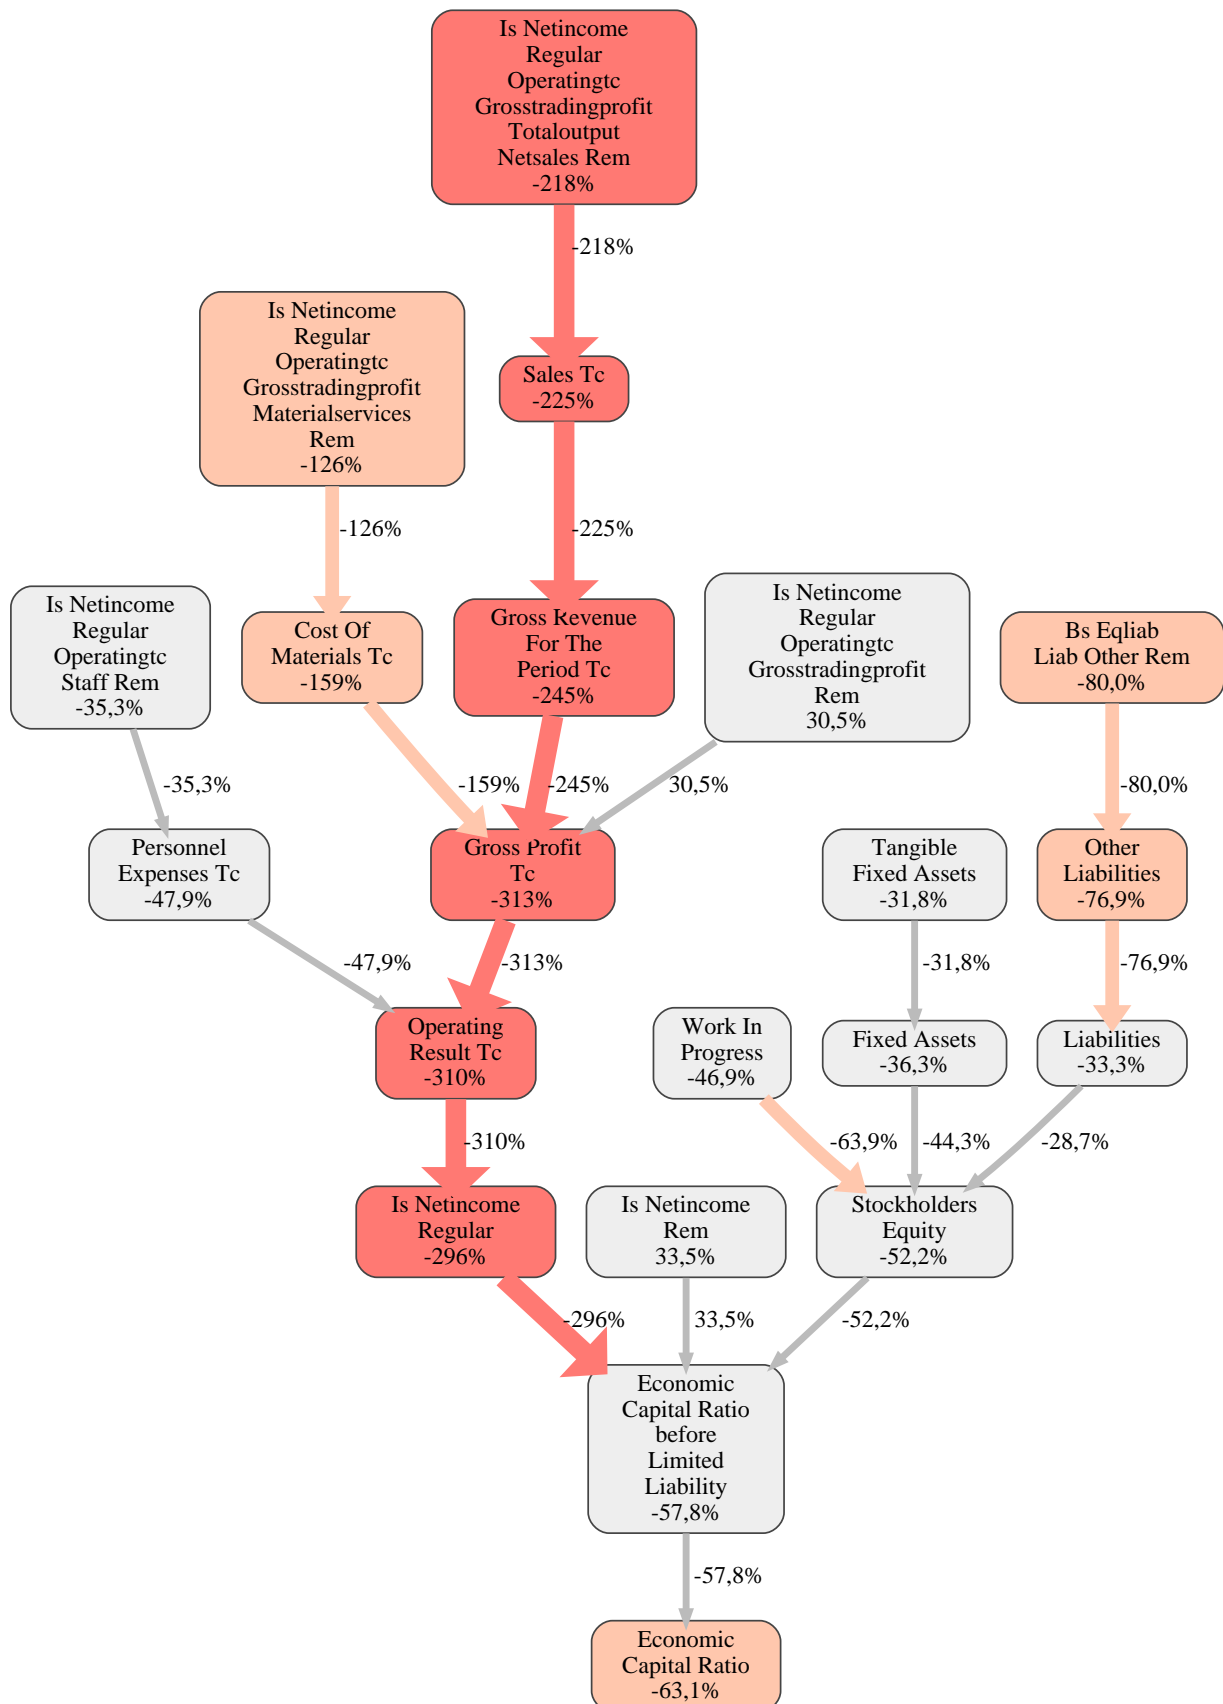 Is Netincome
Regular
Operatingtc
Grosstradingprofit
Totaloutput
Netsales Rem
-218%
-218%
Is Netincome
Regular
Operatingtc
Grosstradingprofit
Materialservices
Rem
-126%
Sales Tc
-225%
-126%
-225%
Is Netincome
Regular
Operatingtc
Staff Rem
-35,3%
Cost Of
Materials Tc
-159%
Gross Revenue
For The
Period Tc
-245%
Is Netincome
Regular
Operatingtc
Grosstradingprofit
Rem
30,5%
Bs Eqliab
Liab Other Rem
-80,0%
-35,3%
-159%
-245%
30,5%
-80,0%
Personnel
Expenses Tc
-47,9%
Gross Profit
Tc
-313%
Tangible
Fixed Assets
-31,8%
Other
Liabilities
-76,9%
-47,9%
-313%
-31,8%
-76,9%
Operating
Result Tc
-310%
Work In
Progress
-46,9%
Fixed Assets
-36,3%
Liabilities
-33,3%
-310%
-63,9%
-44,3%
-28,7%
Is Netincome
Regular
-296%
Is Netincome
Rem
33,5%
Stockholders
Equity
-52,2%
-296%
33,5%
-52,2%
Economic
Capital Ratio
before
Limited
Liability
-57,8%
-57,8%
Economic
Capital Ratio
-63,1%